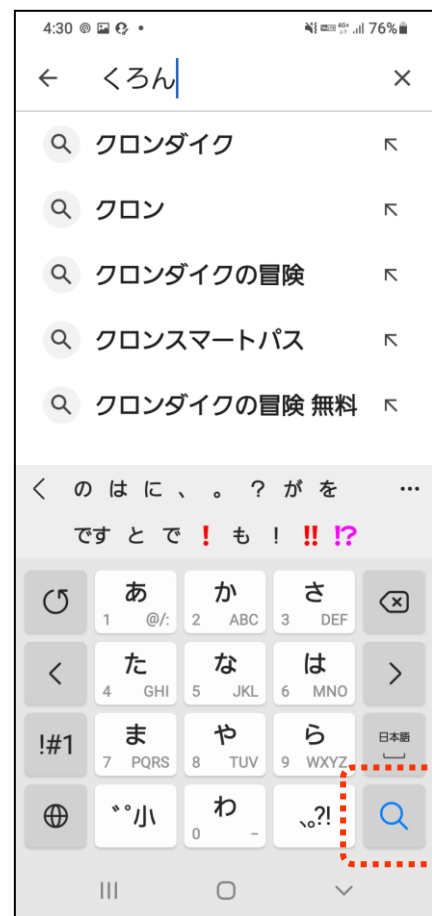 4:30 76%
くろん
クロンダイク
クロン
クロンダイクの冒険
クロンスマートパス
クロンダイクの冒険 無料
の は に 、 。 ? が を
です と で ! も ! !! !?
あ か さ
1 @/: 2 ABC 3 DEF
た な は
4 GHI 5 JKL 6 MNO
!#1 ま や ら 日本語
7 PQRS 8 TUV 9 WXYZ
゛゜小 わ 、。?!
0 _